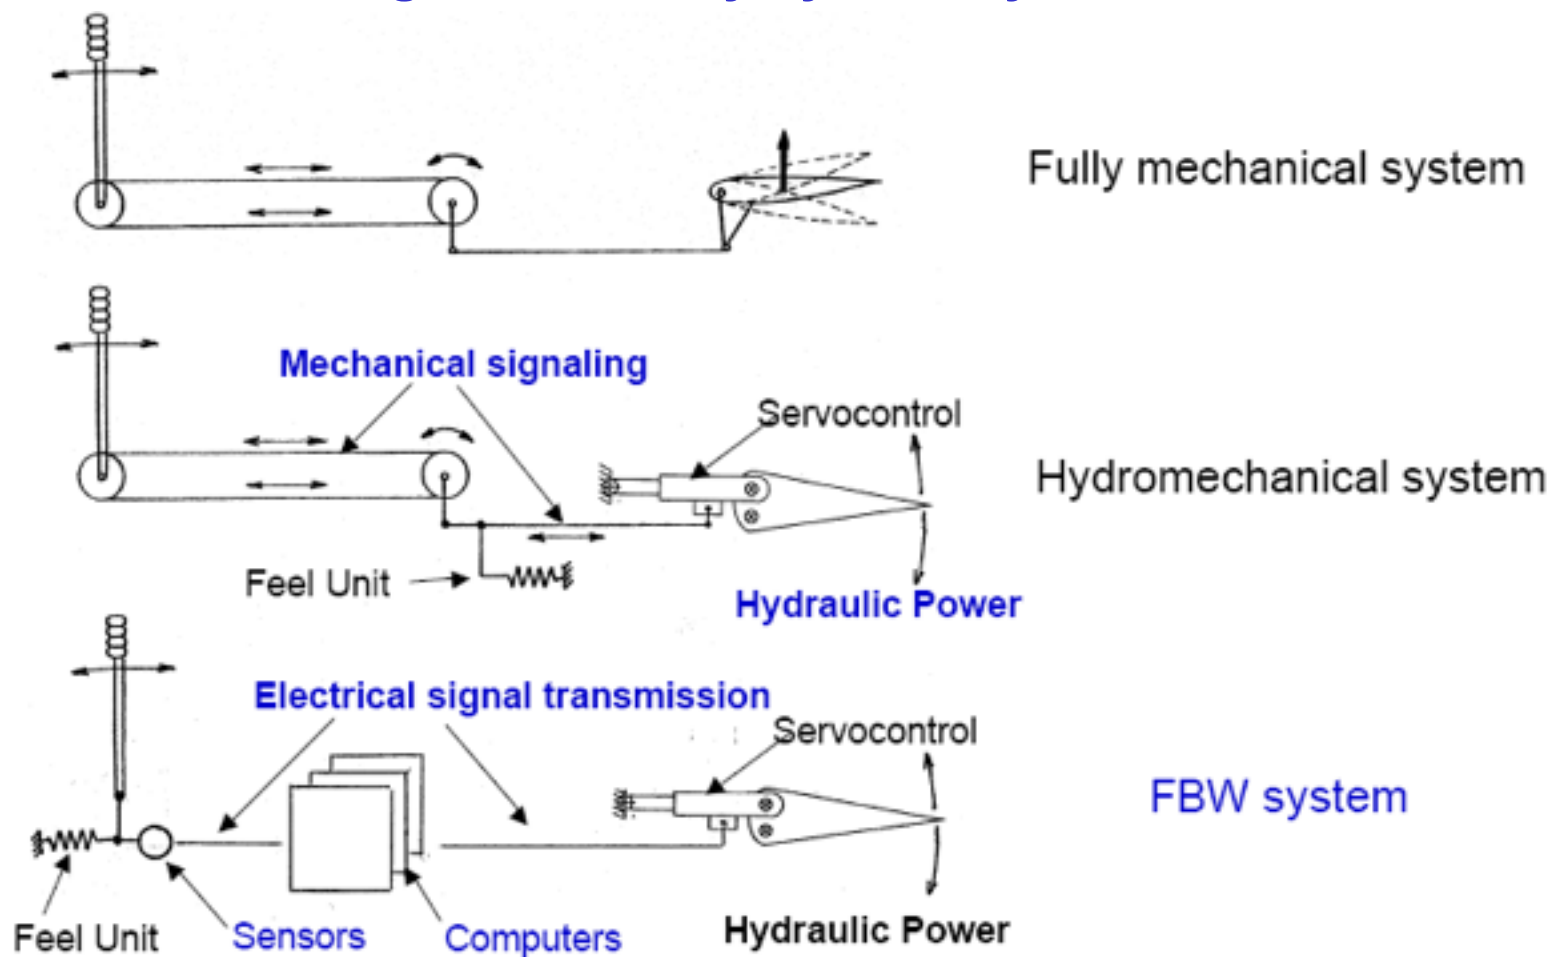 Fully mechanical system
Mechanical signaling
Servocontrol
Hydromechanical system
Feel Unit
Hydraulic Power
Electrical signal transmission
Servocontrol
FBW system
Feel Unit
Sensors
Computers
Hydraulic Power